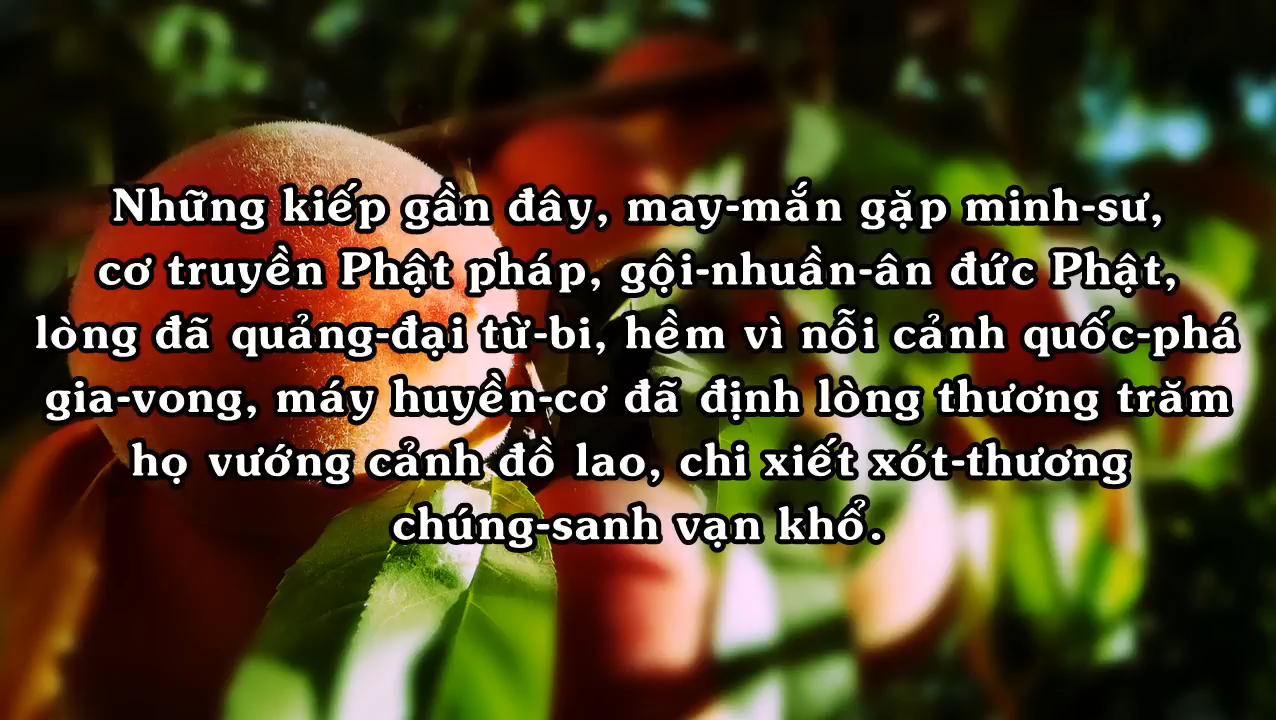 Những kiếp gần đây, may-mắn gặp minh-sư,
cơ truyền Phật pháp, gội-nhuần-ân đức Phật,
lòng đã quảng-đại từ-bi, hềm vì nỗi cảnh quốc-phá
gia-vong, máy huyền-cơ đã định lòng thương trăm
họ vướng cảnh đồ lao, chi xiết xót-thương
chúng-sanh vạn khổ.